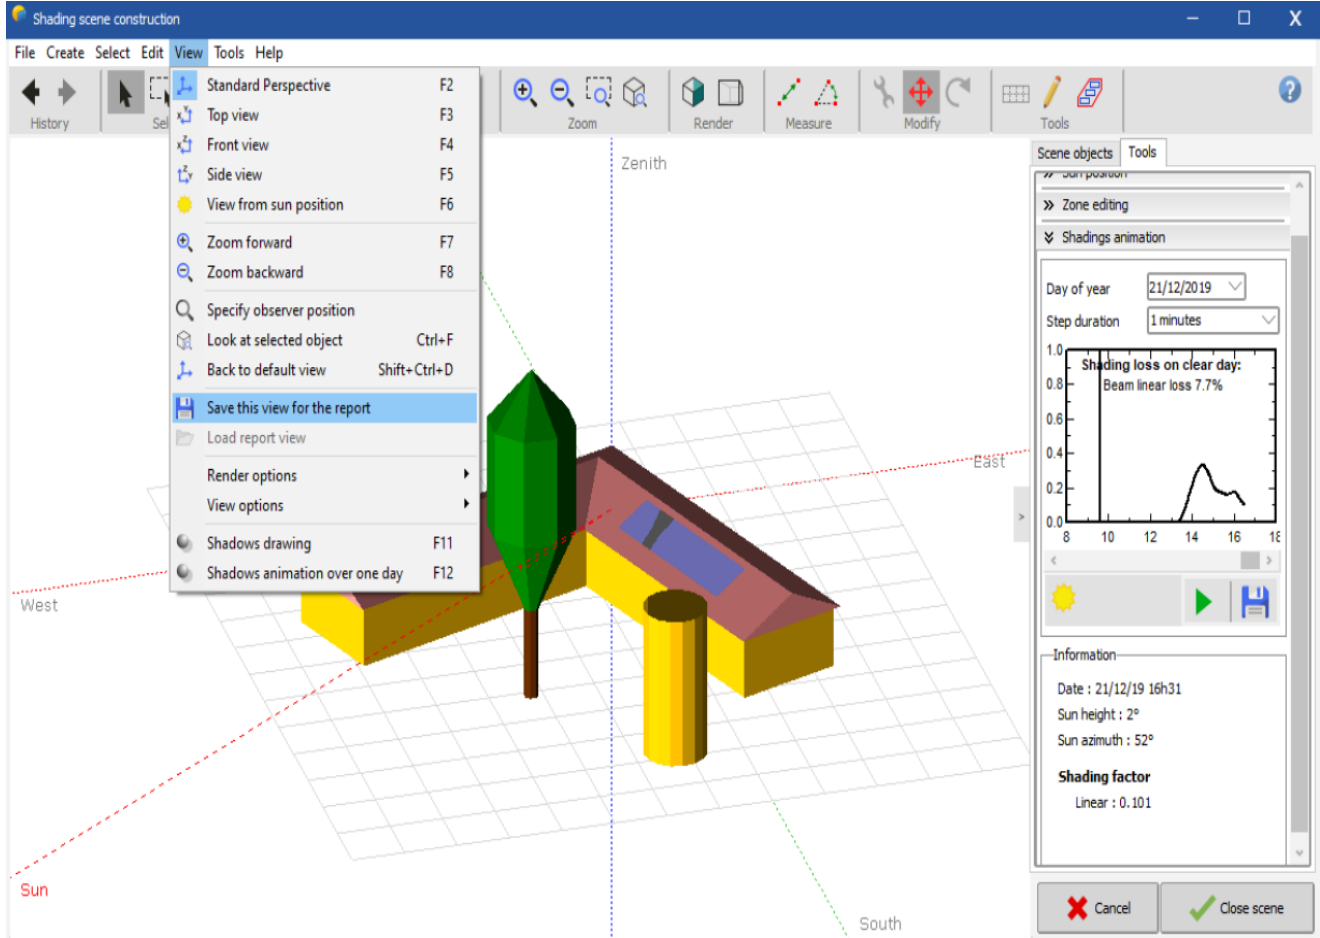 Shading scene construction
File Create Select Edit View Tools Help
History
Sel
Zoom
Render
Measure
Modify
Tools
Standard Perspective F2
Top view F3
Front view F4
Side view F5
View from sun position F6
Zoom forward F7
Zoom backward F8
Specify observer position
Look at selected object Ctrl+F
Back to default view Shift+Ctrl+D
Save this view for the report
Load report view
Render options
View options
Shadows drawing F11
Shadows animation over one day F12
Zenith
East
West
Sun
South
Scene objects Tools
Sun position
Zone editing
Shadings animation
Day of year 21/12/2019
Step duration 1 minutes
Shading loss on clear day:
Beam linear loss 7.7%
1.0
0.8
0.6
0.4
0.2
0.0
8 10 12 14 16 18
Information
Date : 21/12/19 16h31
Sun height : 2°
Sun azimuth : 52°
Shading factor
Linear : 0.101
Cancel Close scene